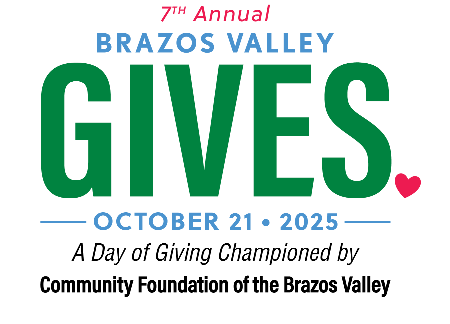 7TH Annual
BRAZOS VALLEY
GIVES
OCTOBER 21 • 2025
A Day of Giving Championed by
Community Foundation of the Brazos Valley